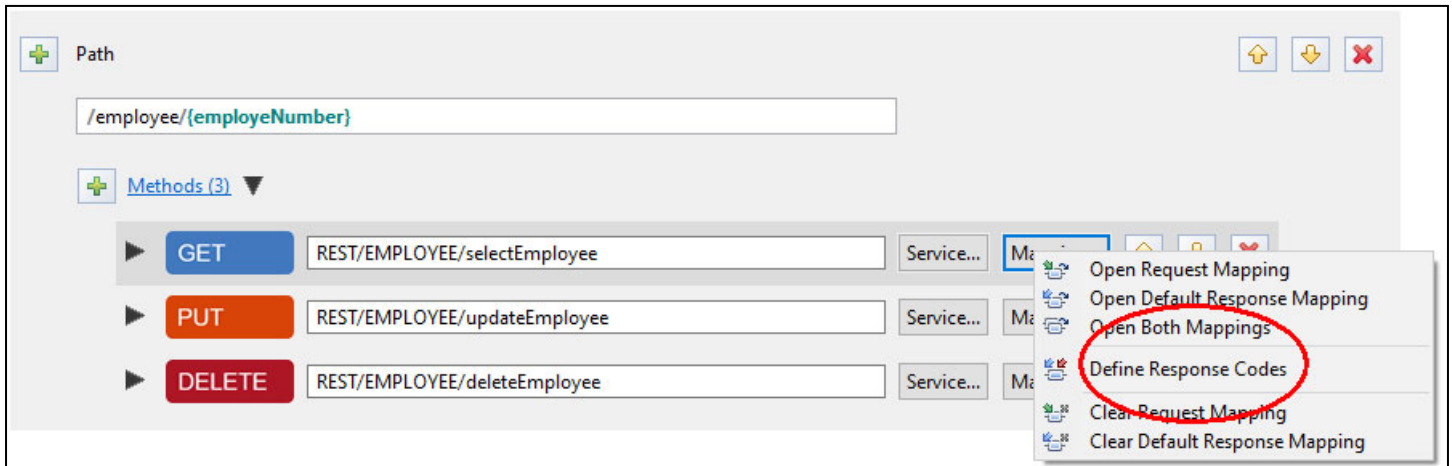 Path
/employee/{employeNumber}
Methods (3)
GET REST/EMPLOYEE/selectEmployee Service...
Open Request Mapping
Open Default Response Mapping
PUT REST/EMPLOYEE/updateEmployee Service...
Open Both Mappings
Define Response Codes
DELETE REST/EMPLOYEE/deleteEmployee Service...
Clear Request Mapping
Clear Default Response Mapping